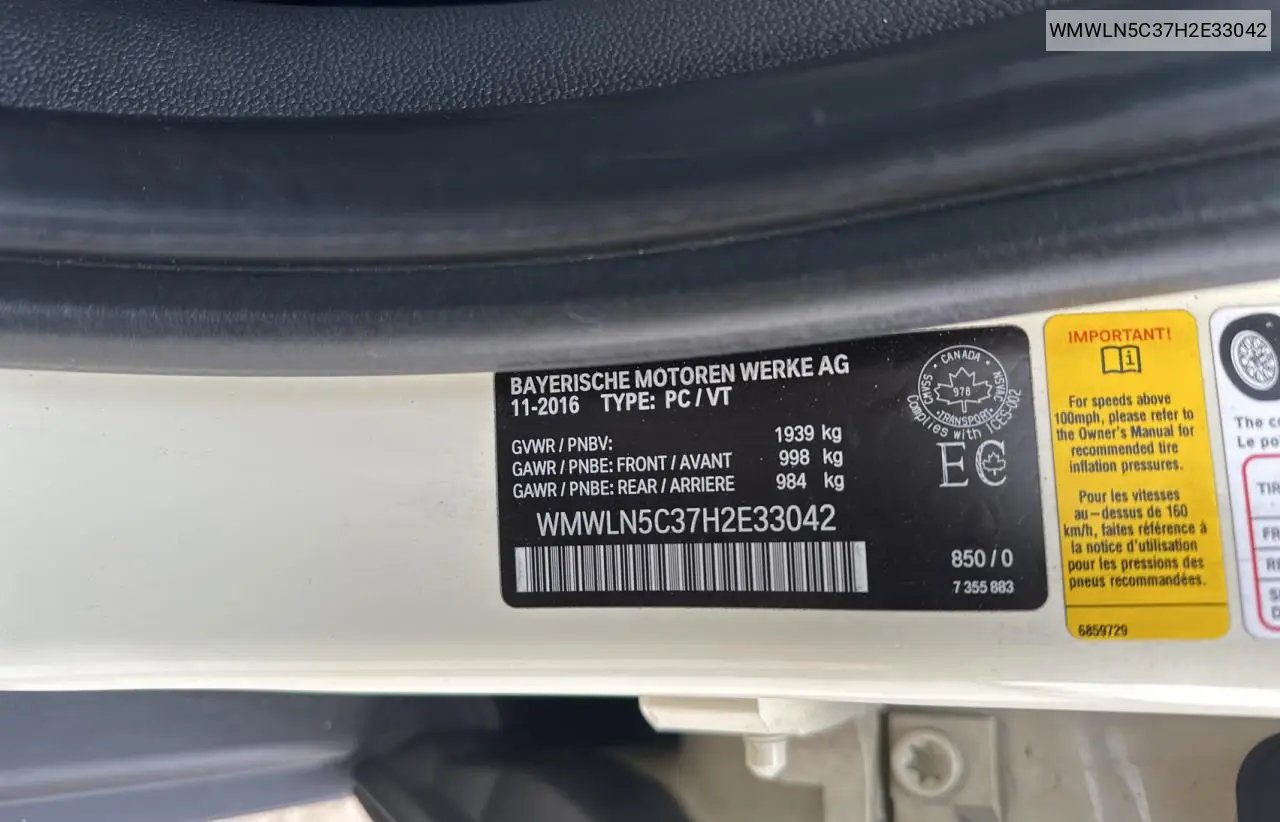 WMWLN5C37H2E33042
BAYERISCHE MOTOREN WERKE AG
11-2016 TYPE: PC / VT
GVWR / PNBV: 1939 kg
GAWR / PNBE: FRONT / AVANT 998 kg
GAWR / PNBE: REAR / ARRIERE 984 kg
WMWLN5C37H2E33042
850 / 0
7 355 883
CANADA
CMVSS
978
NSVAC
TRANSPORT
Complies with ICES-002
EC
IMPORTANT!
For speeds above
100mph, please refer to
the Owner's Manual for
recommended tire
inflation pressures.
Pour les vitesses
au-dessus de 160
km/h, faites référence à
la notice d'utilisation
pour les pressions des
pneus recommandées.
6859729
The
Le